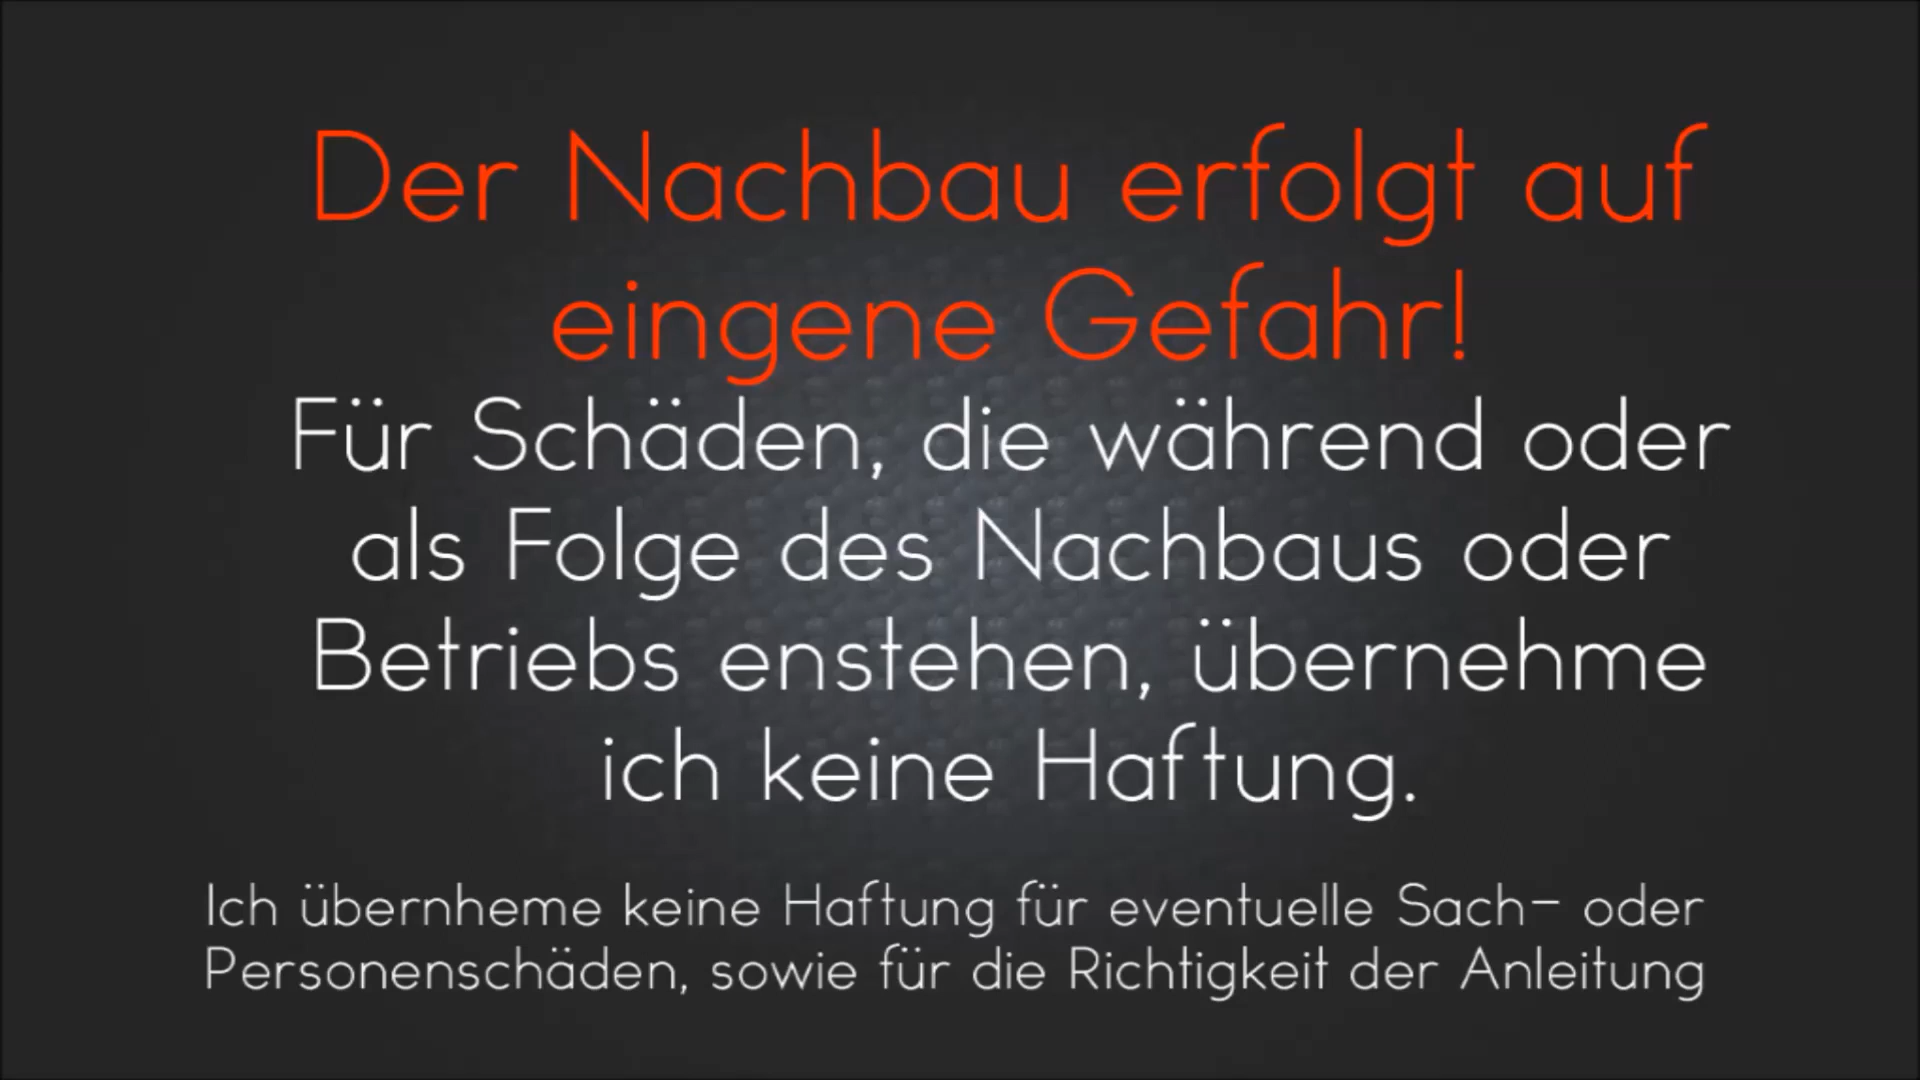 Der Nachbau erfolgt auf
eingene Gefahr!
Für Schäden, die während oder
als Folge des Nachbaus oder
Betriebs enstehen, übernehme
ich keine Haftung.
Ich übernheme keine Haftung für eventuelle Sach- oder
Personenschäden, sowie für die Richtigkeit der Anleitung